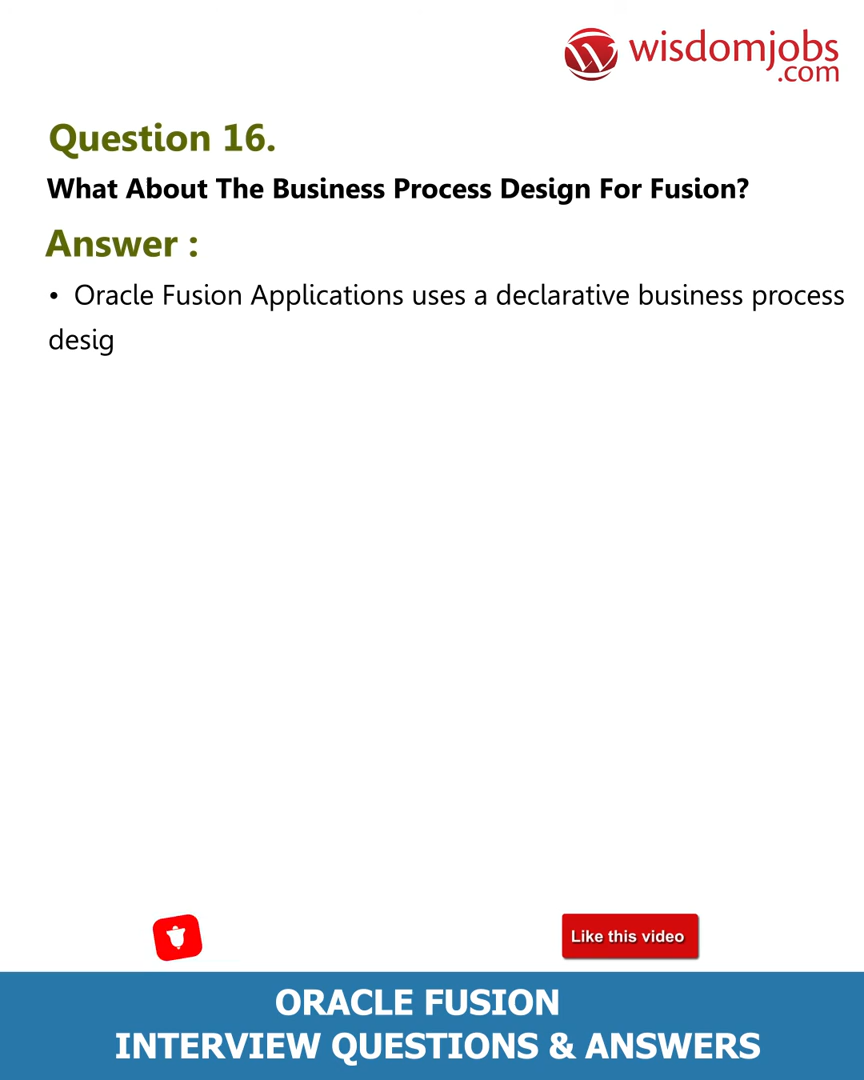 wisdomjobs
.com
Question 16.
What About The Business Process Design For Fusion?
Answer :
• Oracle Fusion Applications uses a declarative business process
desig
Like this video
ORACLE FUSION
INTERVIEW QUESTIONS & ANSWERS